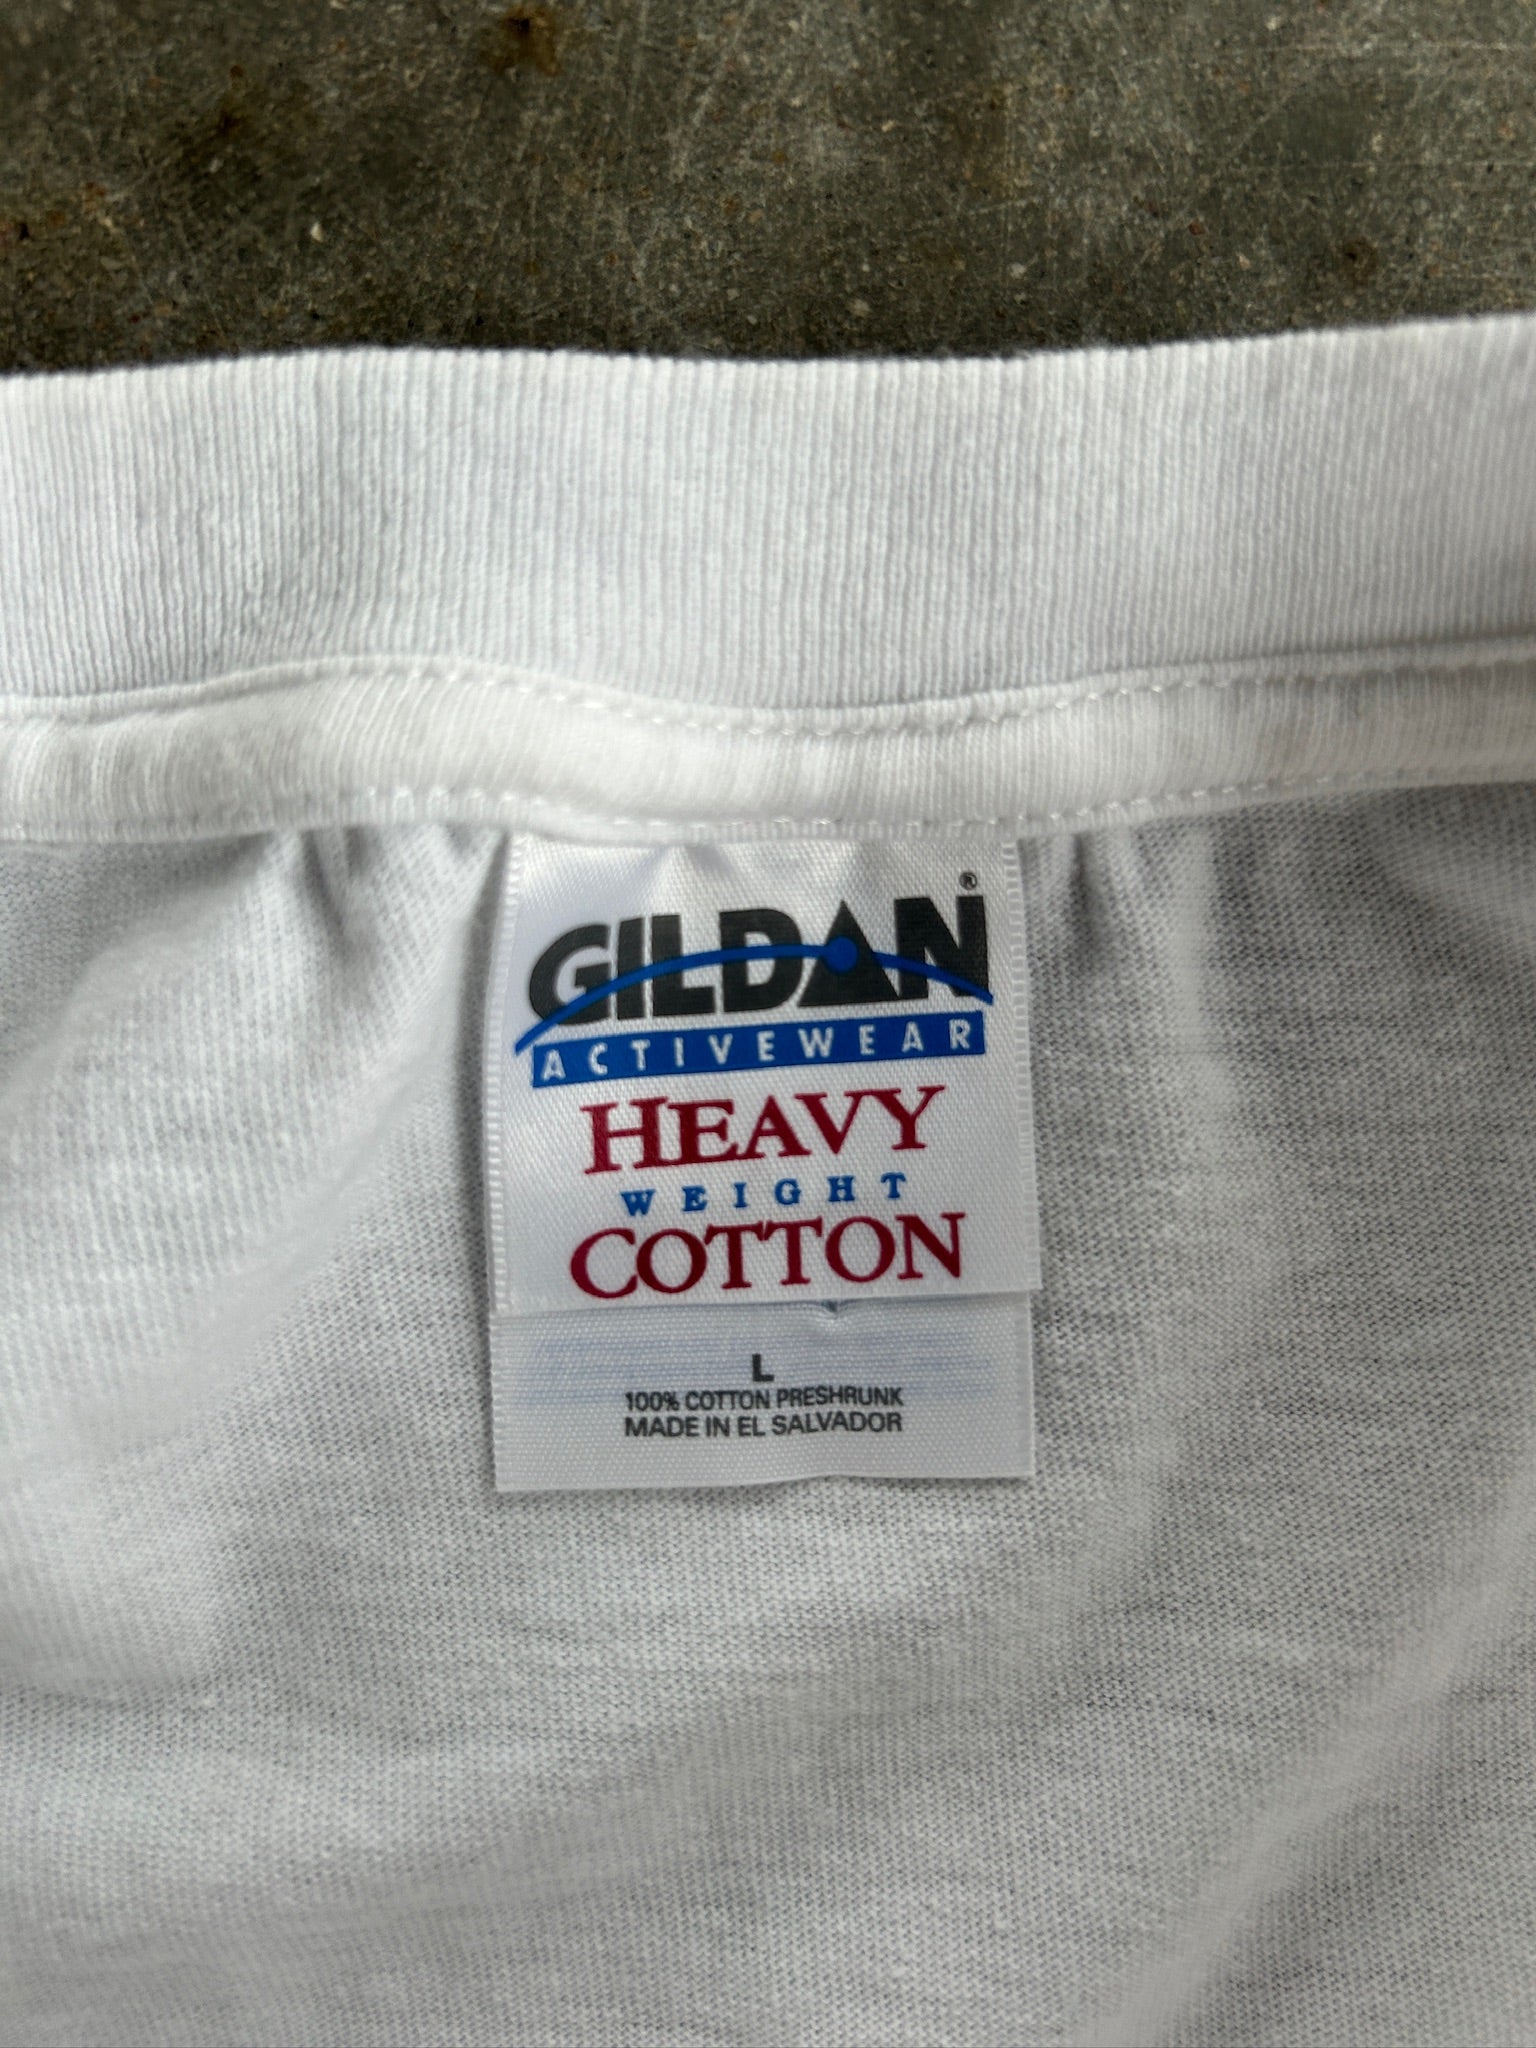 GILDAN®
ACTIVEWEAR
HEAVY
WEIGHT
COTTON
L
100% COTTON PRESHRUNK
MADE IN EL SALVADOR